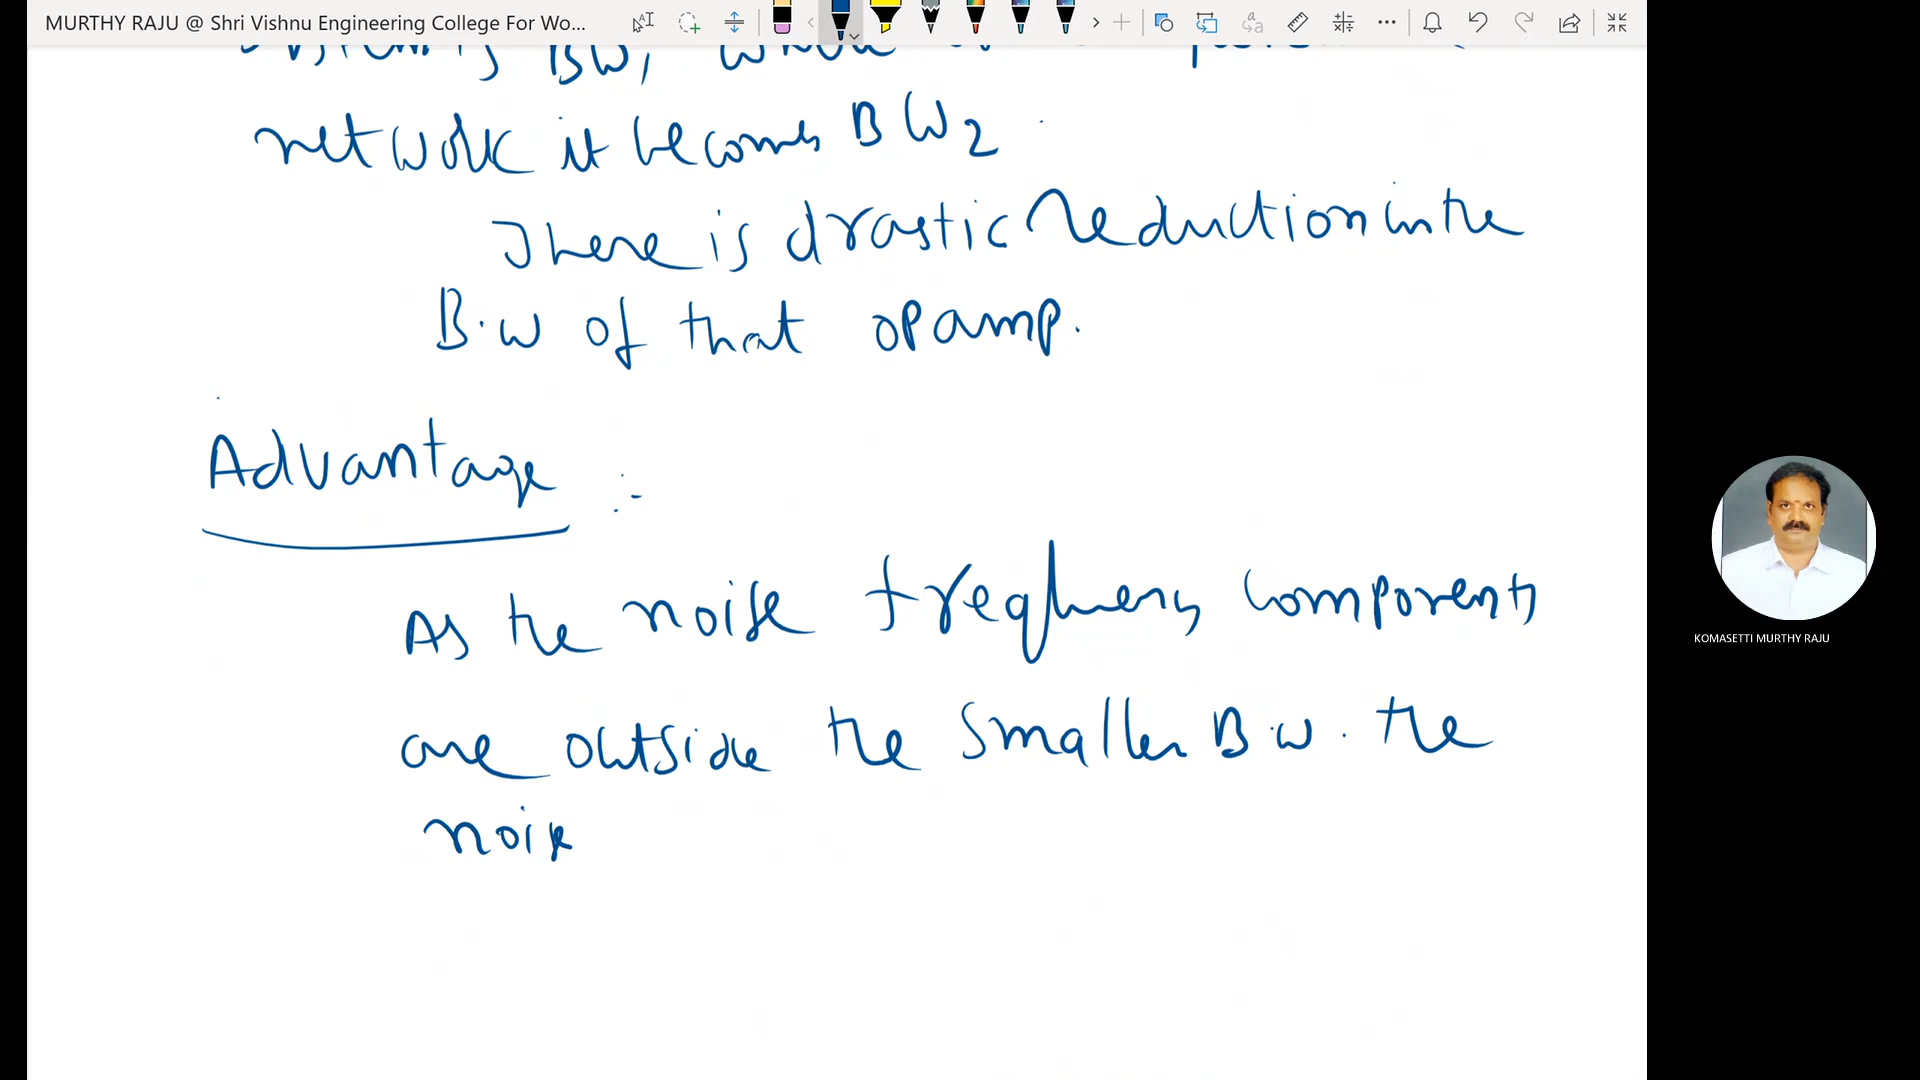 MURTHY RAJU @ Shri Vishnu Engineering College For Wo...
BW, 
network it becomes BW2
There is drastic reduction in the
B.W of that opamp.
Advantage :-
As the noise frequency components
are outside the smaller B.W. the
noise
KOMASETTI MURTHY RAJU